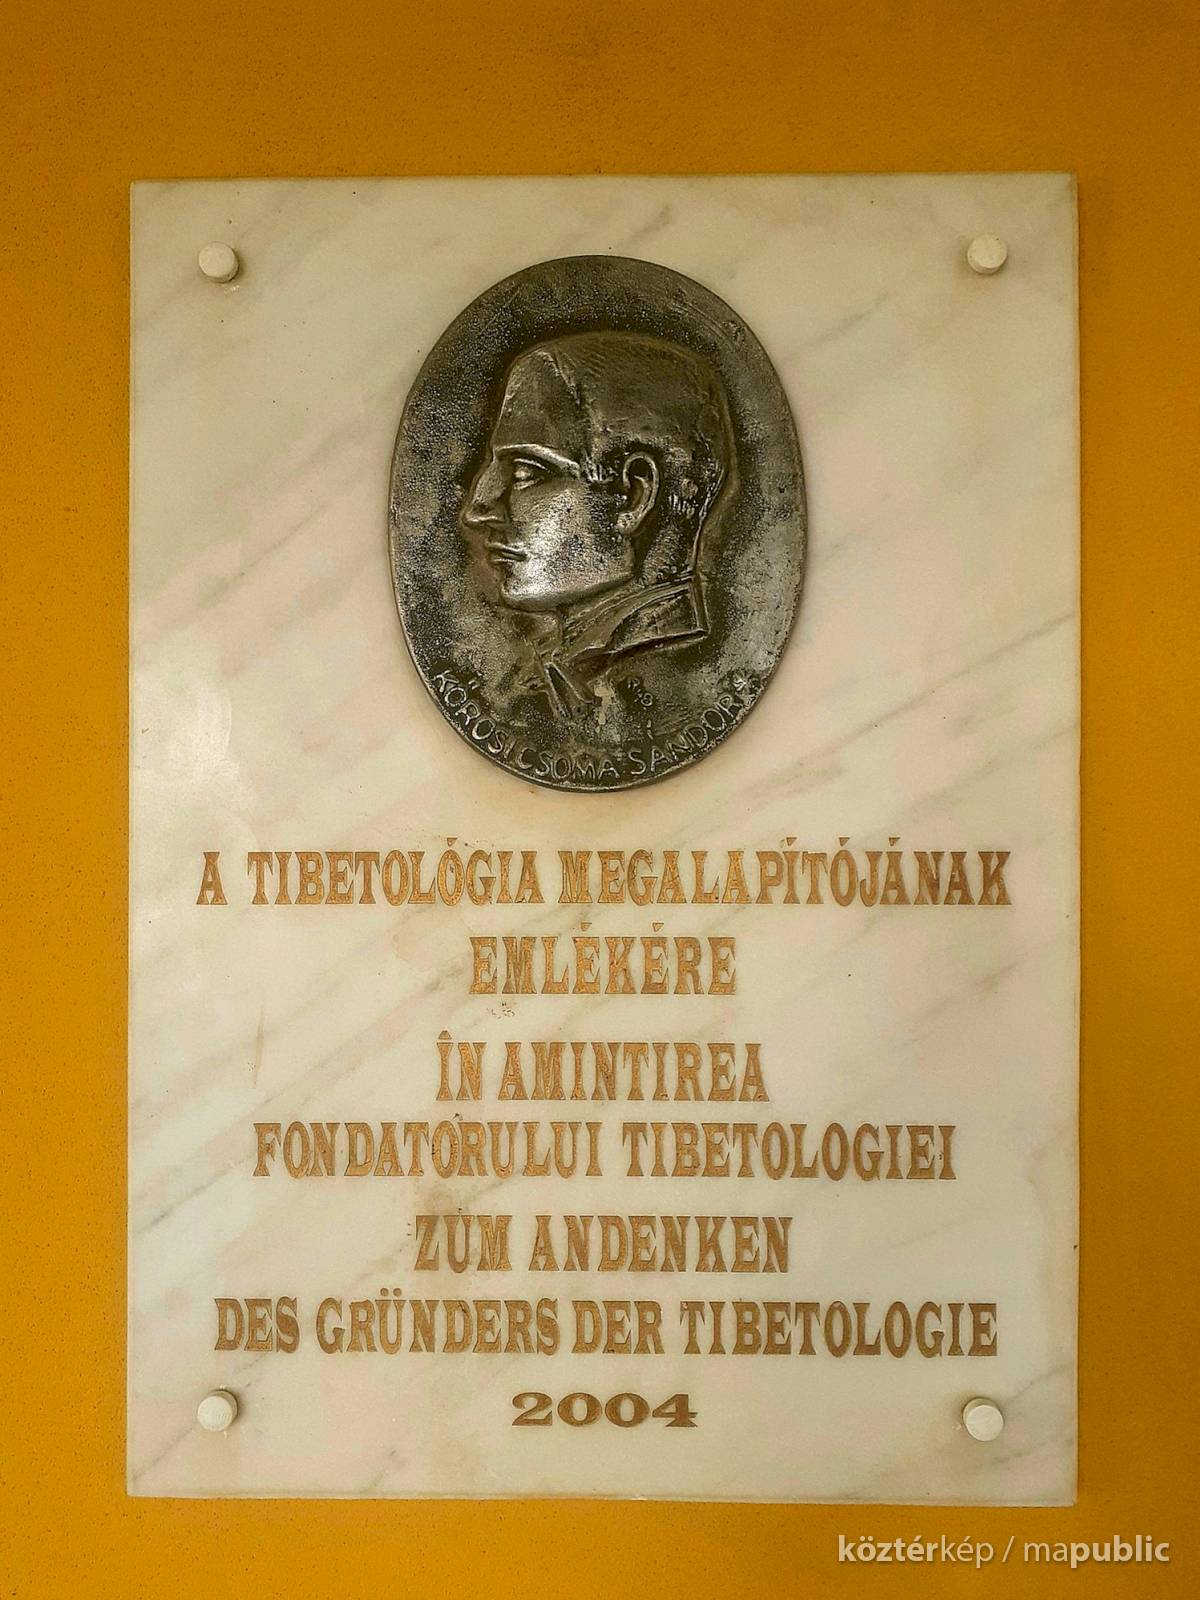 KŐRÖSI CSOMA SÁNDOR
A TIBETOLÓGIA MEGALAPÍTÓJÁNAK
EMLÉKÉRE
ÎN AMINTIREA
FONDATORULUI TIBETOLOGIEI
ZUM ANDENKEN
DES GRÜNDERS DER TIBETOLOGIE
2004
köztérkép / mapublic